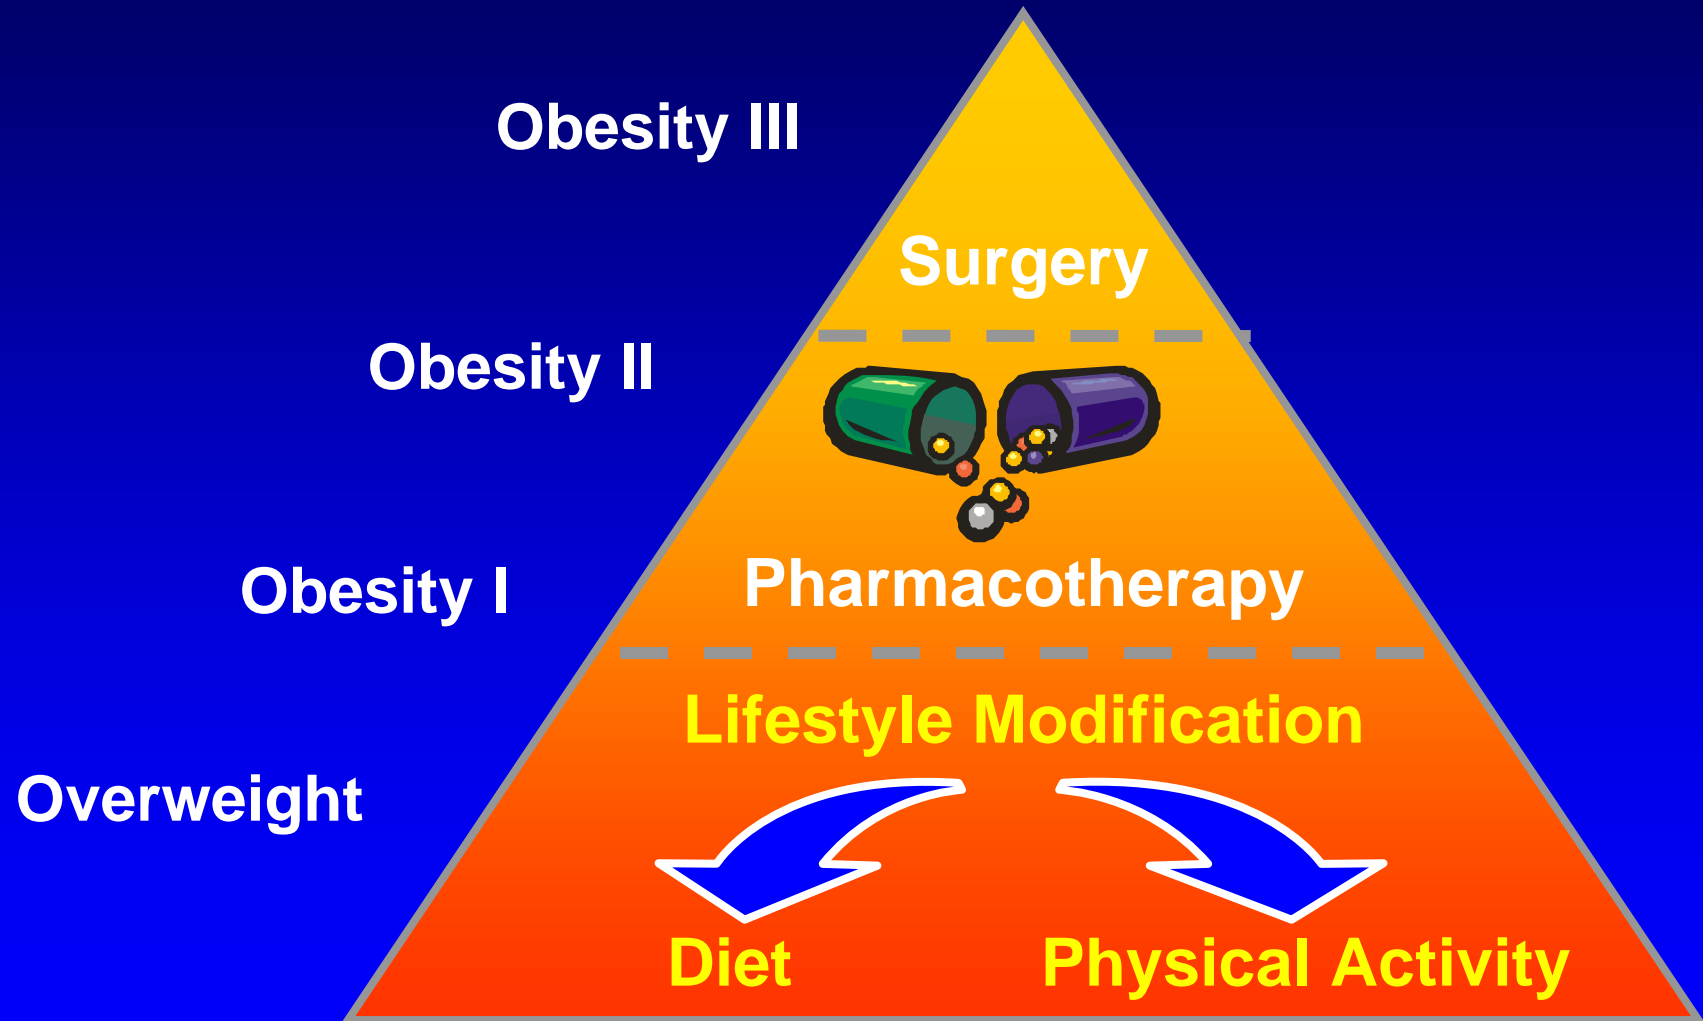 Obesity III
Surgery
Obesity II
Obesity I
Pharmacotherapy
Lifestyle Modification
Overweight
Diet
Physical Activity